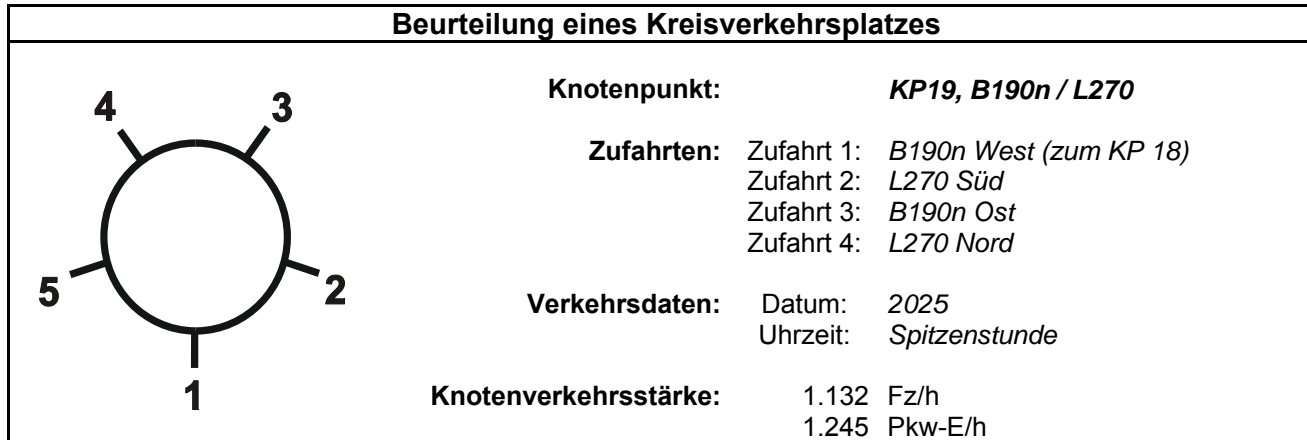 Beurteilung eines Kreisverkehrsplatzes
Knotenpunkt: KP19, B190n / L270
4 3
Zufahrten: Zufahrt 1: B190n West (zum KP 18)
Zufahrt 2: L270 Süd
Zufahrt 3: B190n Ost
Zufahrt 4: L270 Nord
5 2
Verkehrsdaten: Datum: 2025
Uhrzeit: Spitzenstunde
1
Knotenverkehrsstärke: 1.132 Fz/h
1.245 Pkw-E/h